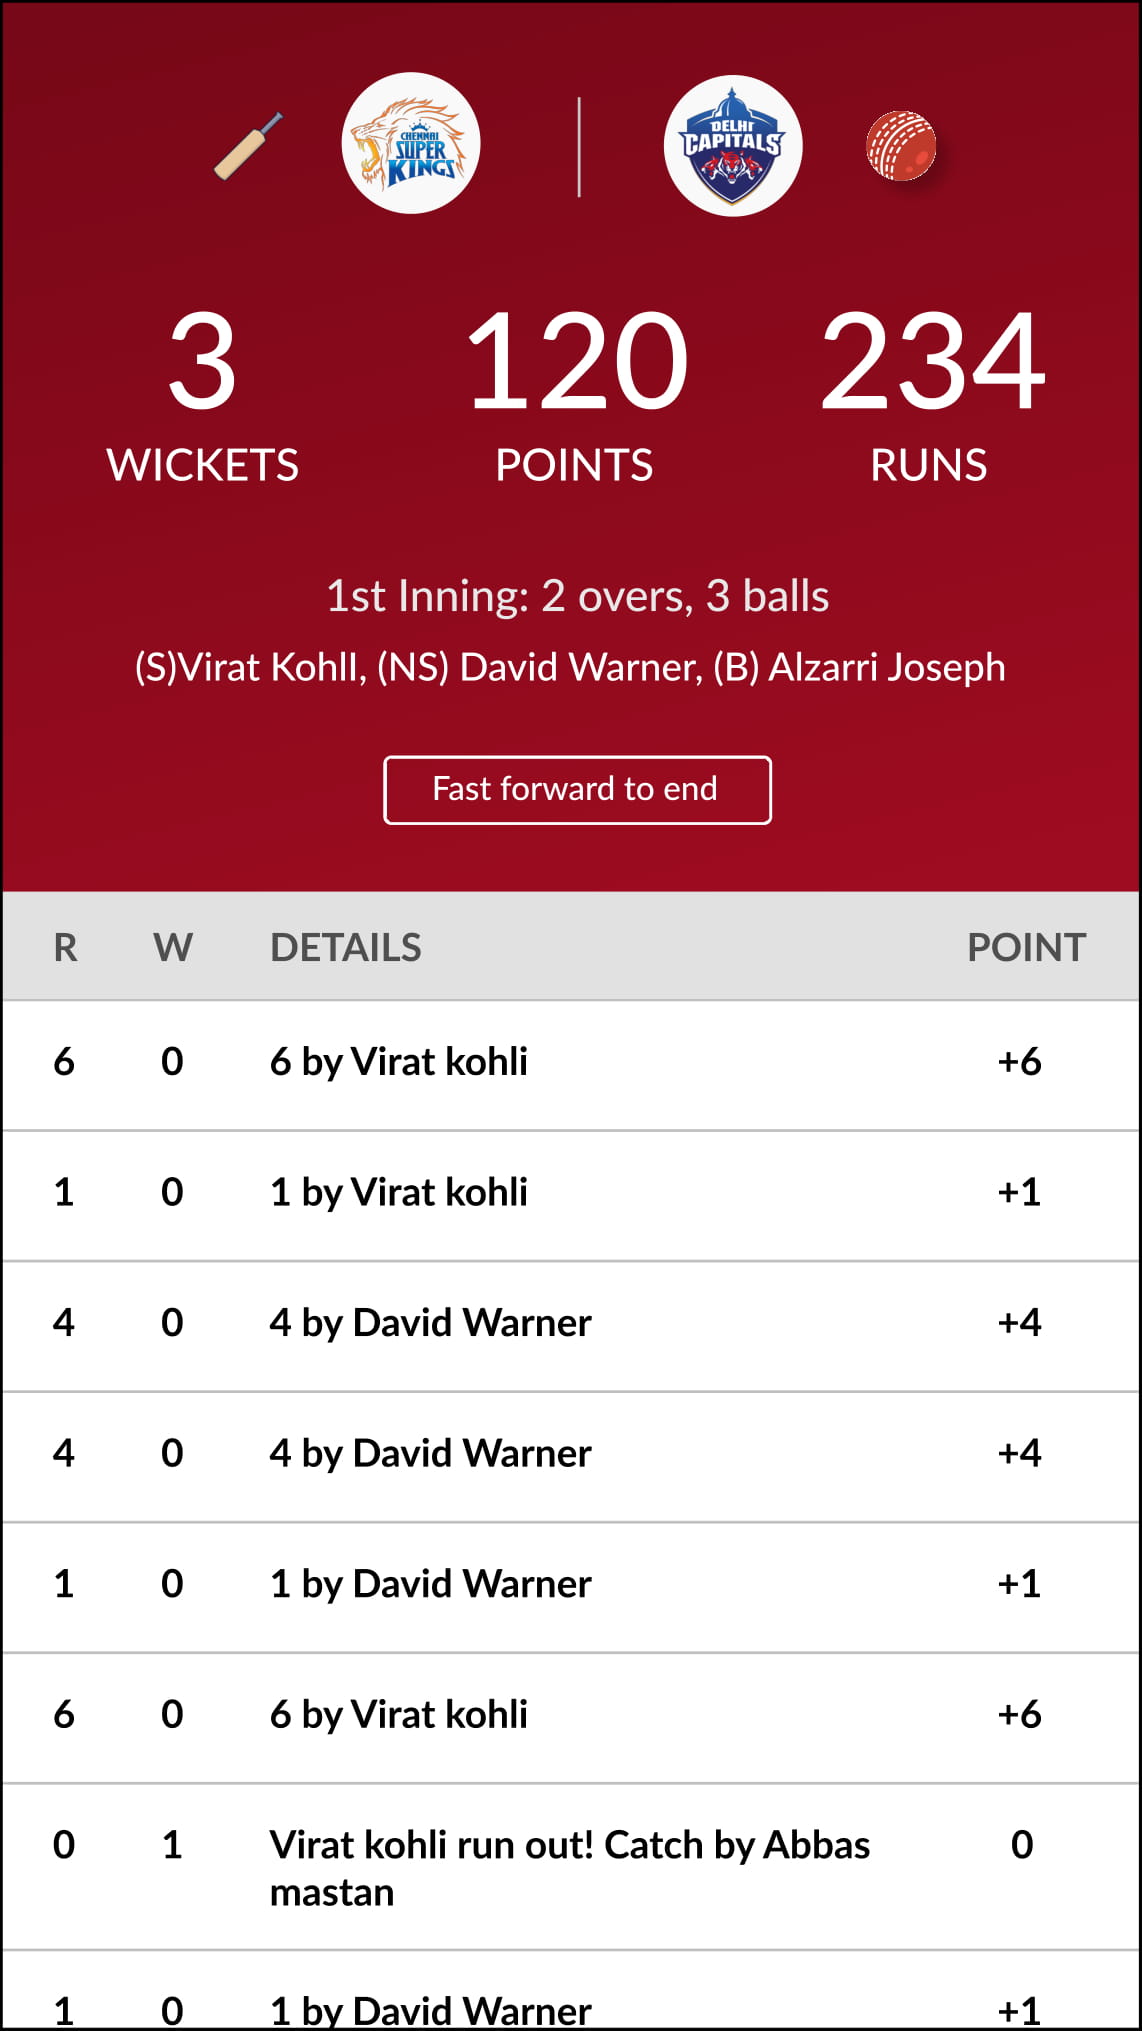 CHENNAI
SUPER
KINGS
DELHI
CAPITALS
3 120 234
WICKETS POINTS RUNS
1st Inning: 2 overs, 3 balls
(S)Virat Kohll, (NS) David Warner, (B) Alzarri Joseph
Fast forward to end
R W DETAILS POINT
6 0 6 by Virat kohli +6
1 0 1 by Virat kohli +1
4 0 4 by David Warner +4
4 0 4 by David Warner +4
1 0 1 by David Warner +1
6 0 6 by Virat kohli +6
0 1 Virat kohli run out! Catch by Abbas 0
mastan
1 0 1 by David Warner +1